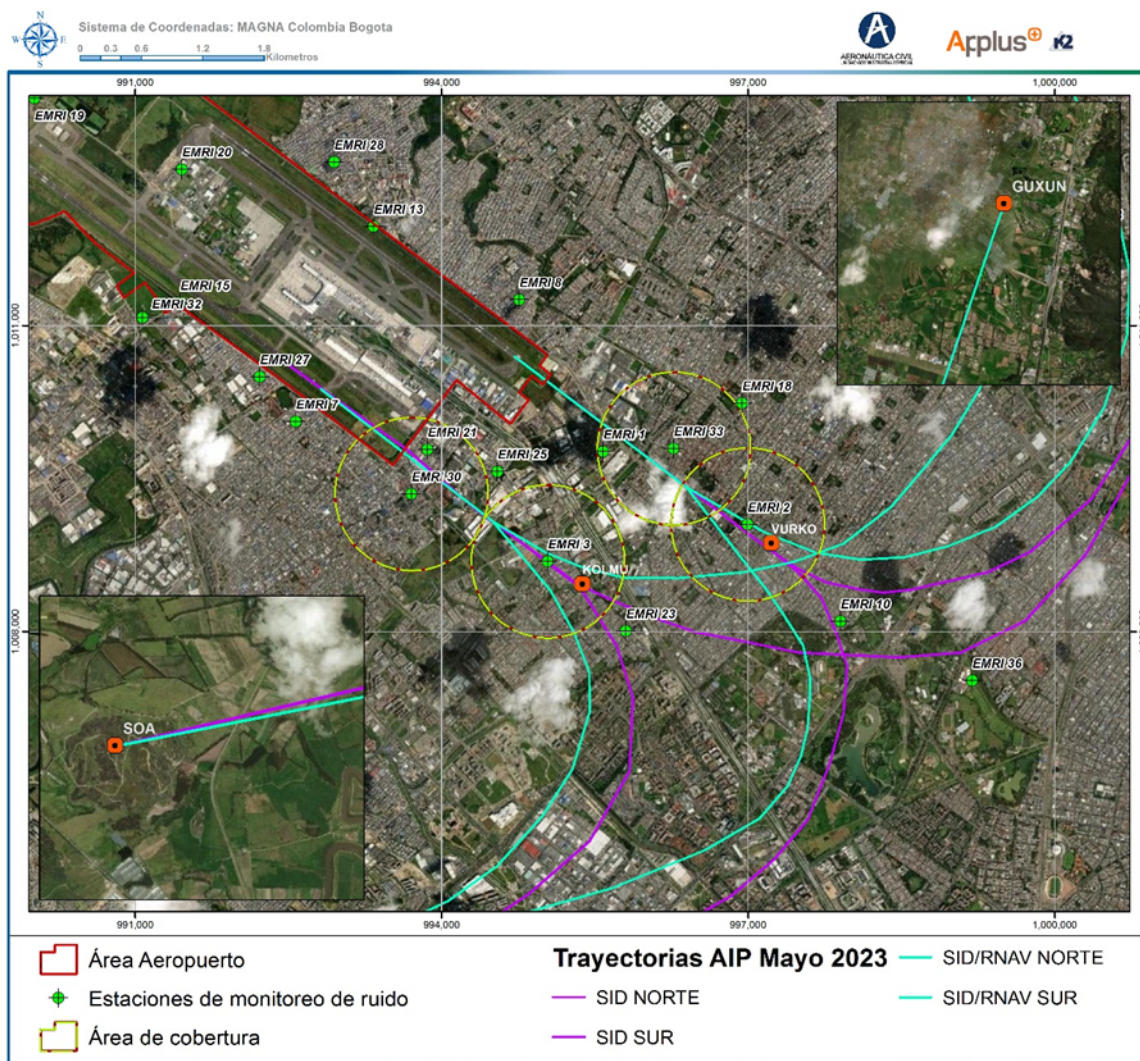 N
W E
S
Sistema de Coordenadas: MAGNA Colombia Bogota
0 0.3 0.6 1.2 1.8
Kilometros
AERONÁUTICA CIVIL
Applus+ K2
991,000 994,000 997,000 1,000,000
EMRI 19
EMRI 20
EMRI 28
EMRI 13
GUXUN
EMRI 15
EMRI 8
EMRI 32
1,011,000
EMRI 27
EMRI 7
EMRI 18
EMRI 21
EMRI 1
EMRI 33
EMRI 25
EMRI 30
EMRI 2
VURKO
EMRI 3
KOLMU
EMRI 23
EMRI 10
1,008,000
EMRI 36
SOA
991,000 994,000 997,000 1,000,000
Área Aeropuerto
Estaciones de monitoreo de ruido
Área de cobertura
Trayectorias AIP Mayo 2023
SID NORTE
SID SUR
SID/RNAV NORTE
SID/RNAV SUR